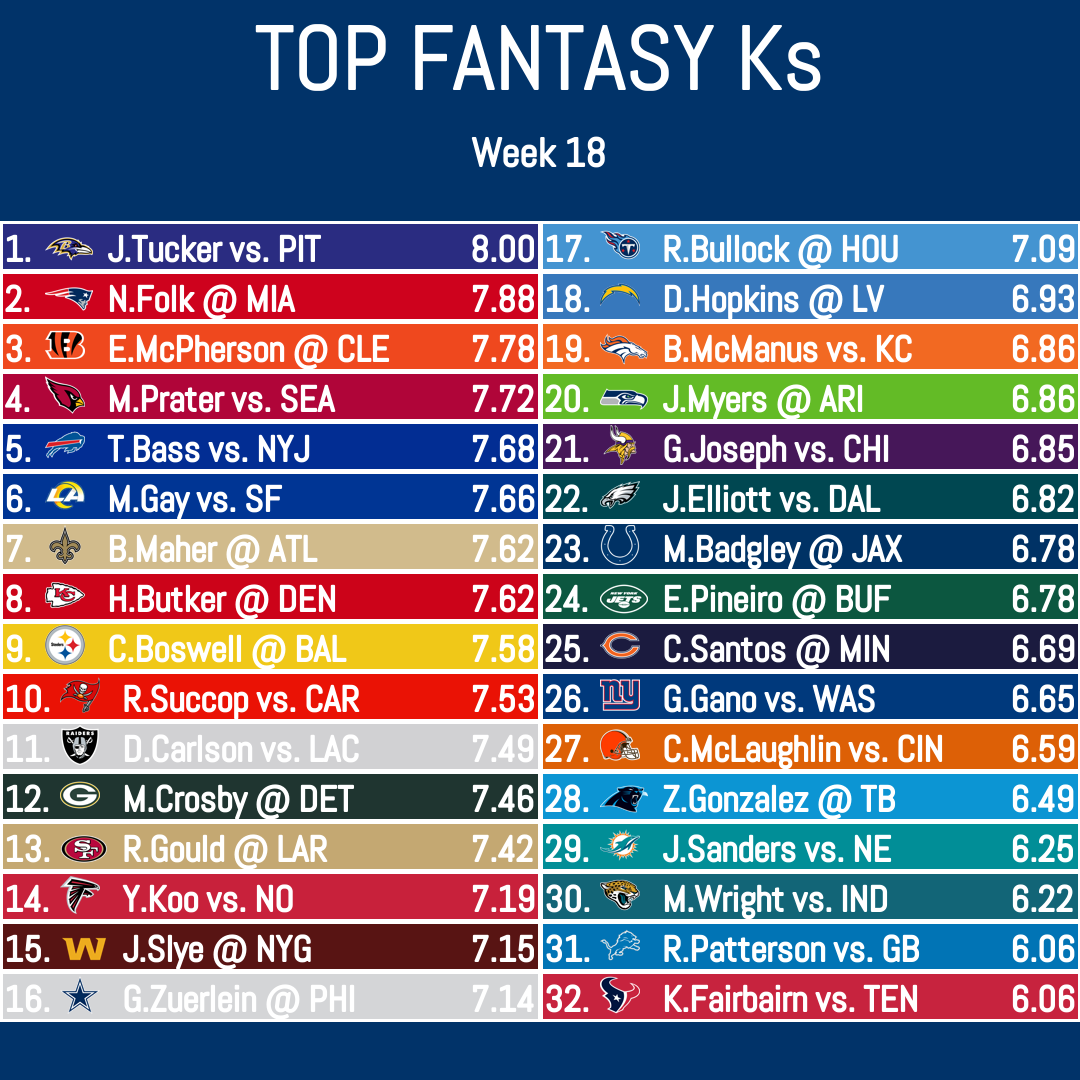 TOP FANTASY Ks
Week 18
1. J.Tucker vs. PIT 8.00
2. N.Folk @ MIA 7.88
3. E.McPherson @ CLE 7.78
4. M.Prater vs. SEA 7.72
5. T.Bass vs. NYJ 7.68
6. M.Gay vs. SF 7.66
7. B.Maher @ ATL 7.62
8. H.Butker @ DEN 7.62
9. C.Boswell @ BAL 7.58
10. R.Succop vs. CAR 7.53
11. RAIDERS D.Carlson vs. LAC 7.49
12. G M.Crosby @ DET 7.46
13. SF R.Gould @ LAR 7.42
14. Y.Koo vs. NO 7.19
15. W J.Slye @ NYG 7.15
16. G.Zuerlein @ PHI 7.14
17. T R.Bullock @ HOU 7.09
18. D.Hopkins @ LV 6.93
19. B.McManus vs. KC 6.86
20. J.Myers @ ARI 6.86
21. G.Joseph vs. CHI 6.85
22. J.Elliott vs. DAL 6.82
23. M.Badgley @ JAX 6.78
24. NEW YORK JETS E.Pineiro @ BUF 6.78
25. C C.Santos @ MIN 6.69
26. ny G.Gano vs. WAS 6.65
27. C.McLaughlin vs. CIN 6.59
28. Z.Gonzalez @ TB 6.49
29. J.Sanders vs. NE 6.25
30. M.Wright vs. IND 6.22
31. R.Patterson vs. GB 6.06
32. K.Fairbairn vs. TEN 6.06